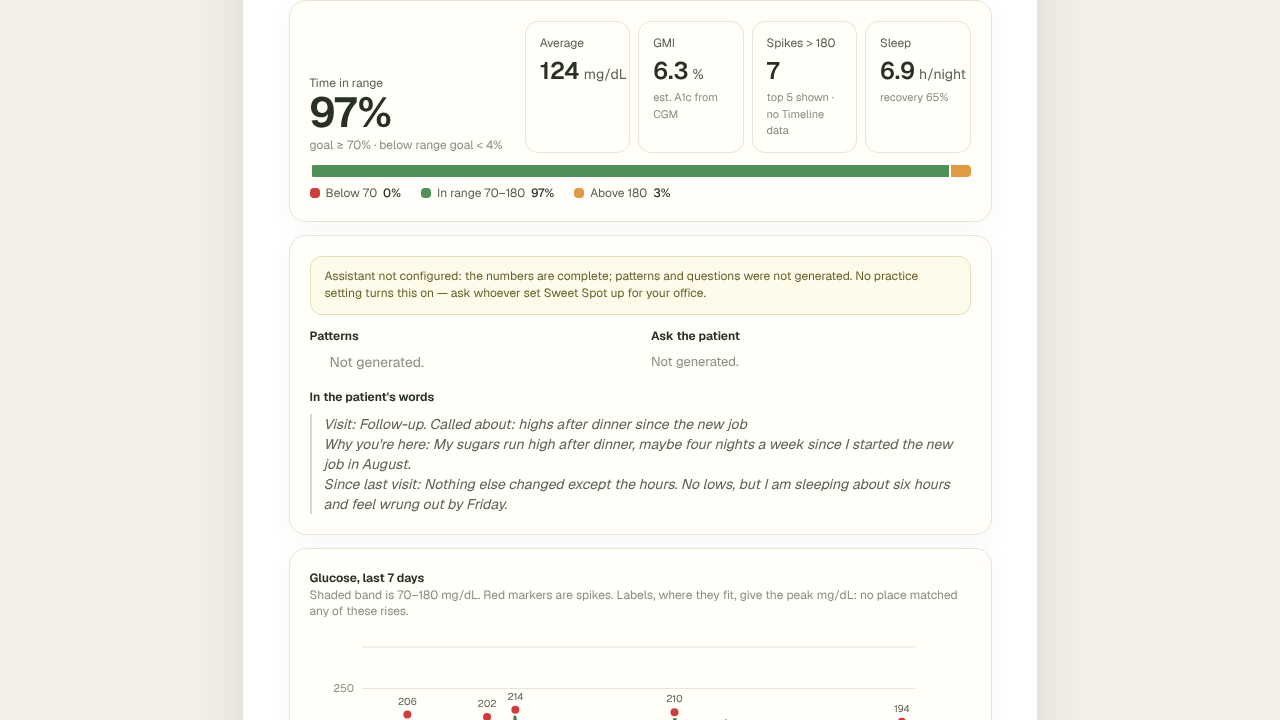 Time in range
97%
goal ≥ 70% · below range goal < 4%
Average
124 mg/dL
GMI
6.3 %
est. A1c from
CGM
Spikes > 180
7
top 5 shown ·
no Timeline
data
Sleep
6.9 h/night
recovery 65%
Below 70 0%
In range 70–180 97%
Above 180 3%
Assistant not configured: the numbers are complete; patterns and questions were not generated. No practice
setting turns this on — ask whoever set Sweet Spot up for your office.
Patterns
Not generated.
Ask the patient
Not generated.
In the patient's words
Visit: Follow-up. Called about: highs after dinner since the new job
Why you're here: My sugars run high after dinner, maybe four nights a week since I started the new
job in August.
Since last visit: Nothing else changed except the hours. No lows, but I am sleeping about six hours
and feel wrung out by Friday.
Glucose, last 7 days
Shaded band is 70–180 mg/dL. Red markers are spikes. Labels, where they fit, give the peak mg/dL: no place matched
any of these rises.
250
206
202
214
210
194